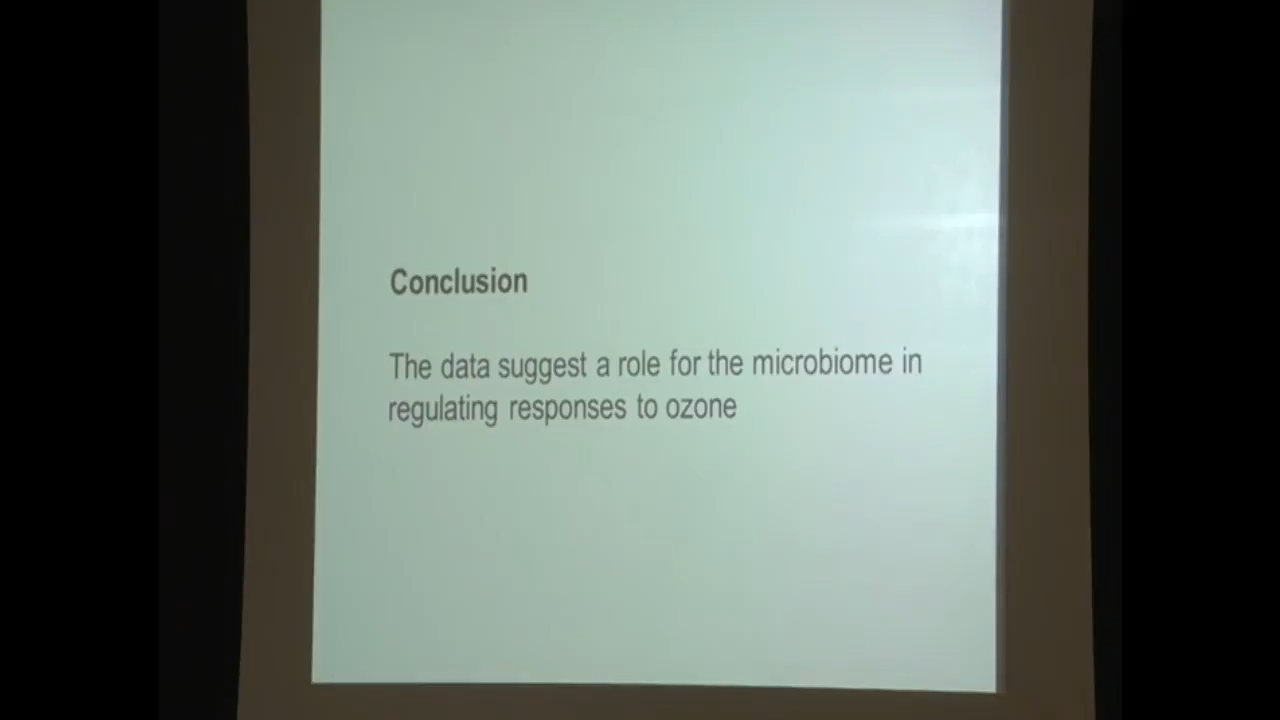 Conclusion
The data suggest a role for the microbiome in
regulating responses to ozone